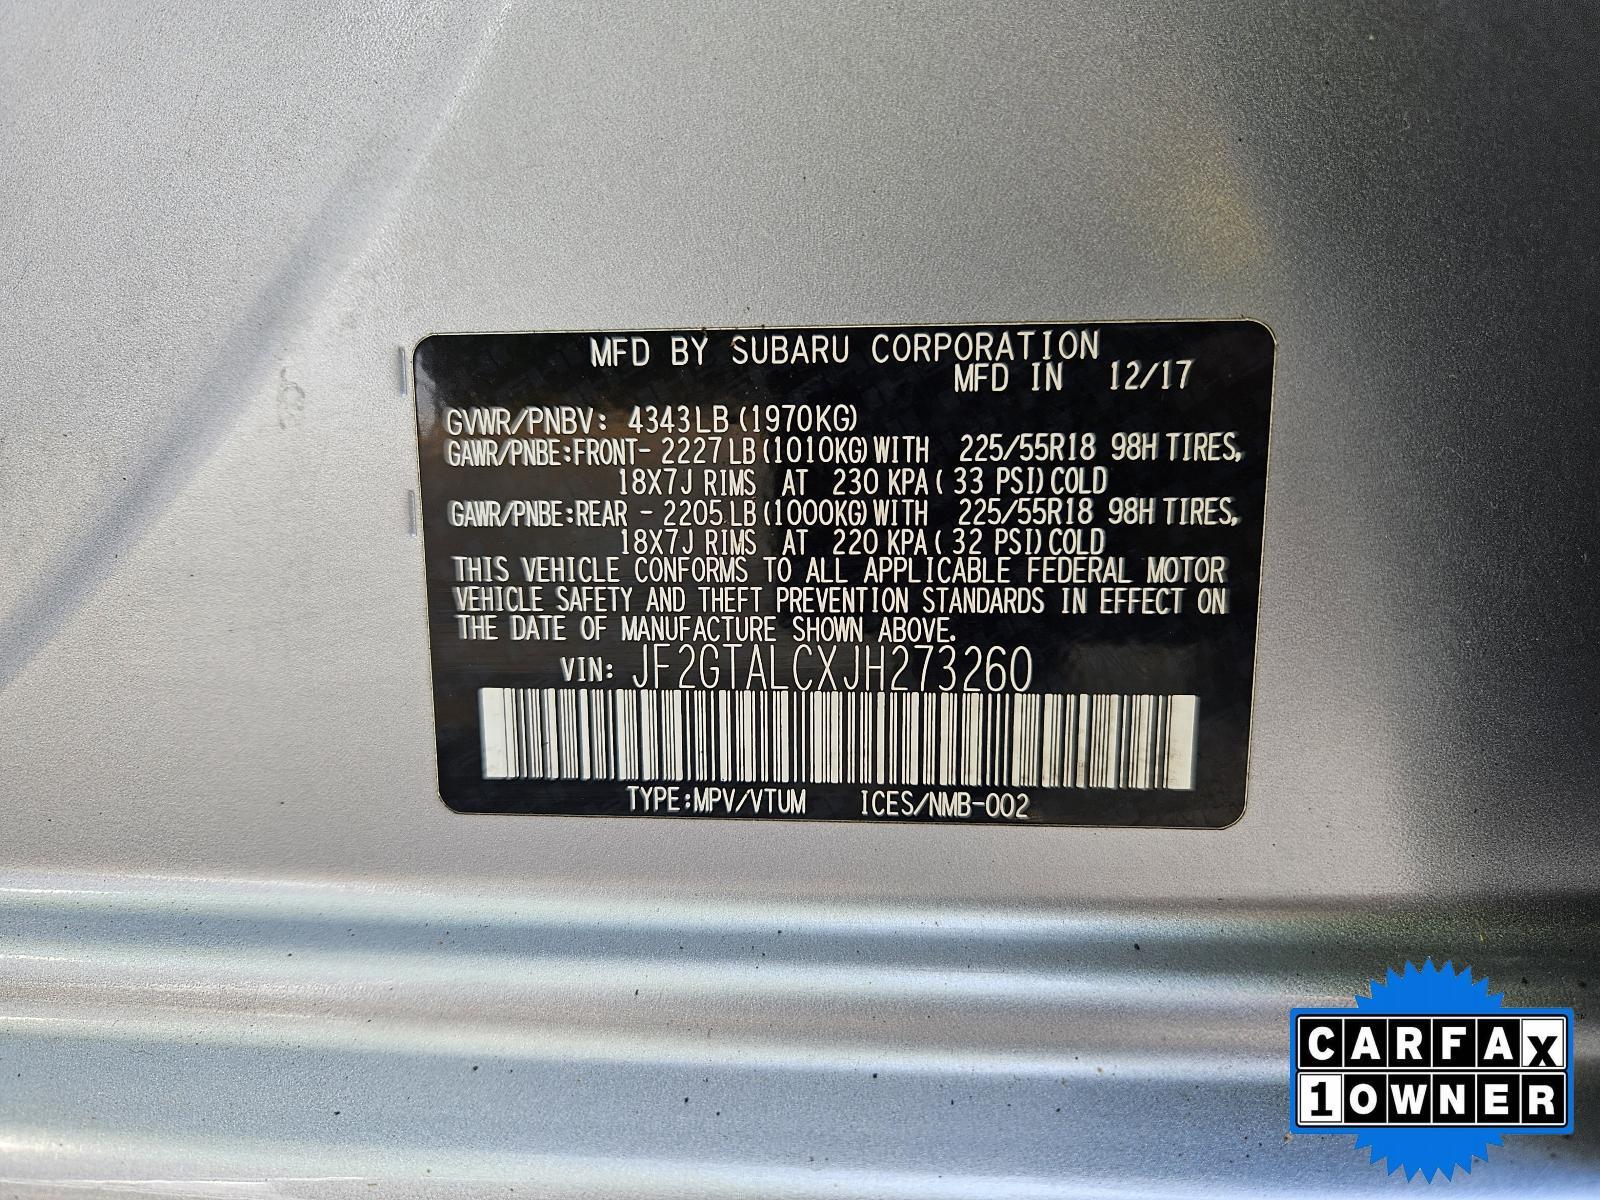 MFD BY SUBARU CORPORATION
MFD IN 12/17
GVWR/PNBV: 4343LB (1970KG)
GAWR/PNBE:FRONT- 2227LB (1010KG) WITH 225/55R18 98H TIRES,
18X7J RIMS AT 230 KPA ( 33 PSI) COLD
GAWR/PNBE:REAR - 2205LB (1000KG) WITH 225/55R18 98H TIRES,
18X7J RIMS AT 220 KPA ( 32 PSI) COLD
THIS VEHICLE CONFORMS TO ALL APPLICABLE FEDERAL MOTOR
VEHICLE SAFETY AND THEFT PREVENTION STANDARDS IN EFFECT ON
THE DATE OF MANUFACTURE SHOWN ABOVE.
VIN: JF2GTALCXJH273260
TYPE:MPV/VTUM ICES/NMB-002
CARFAX
1 OWNER